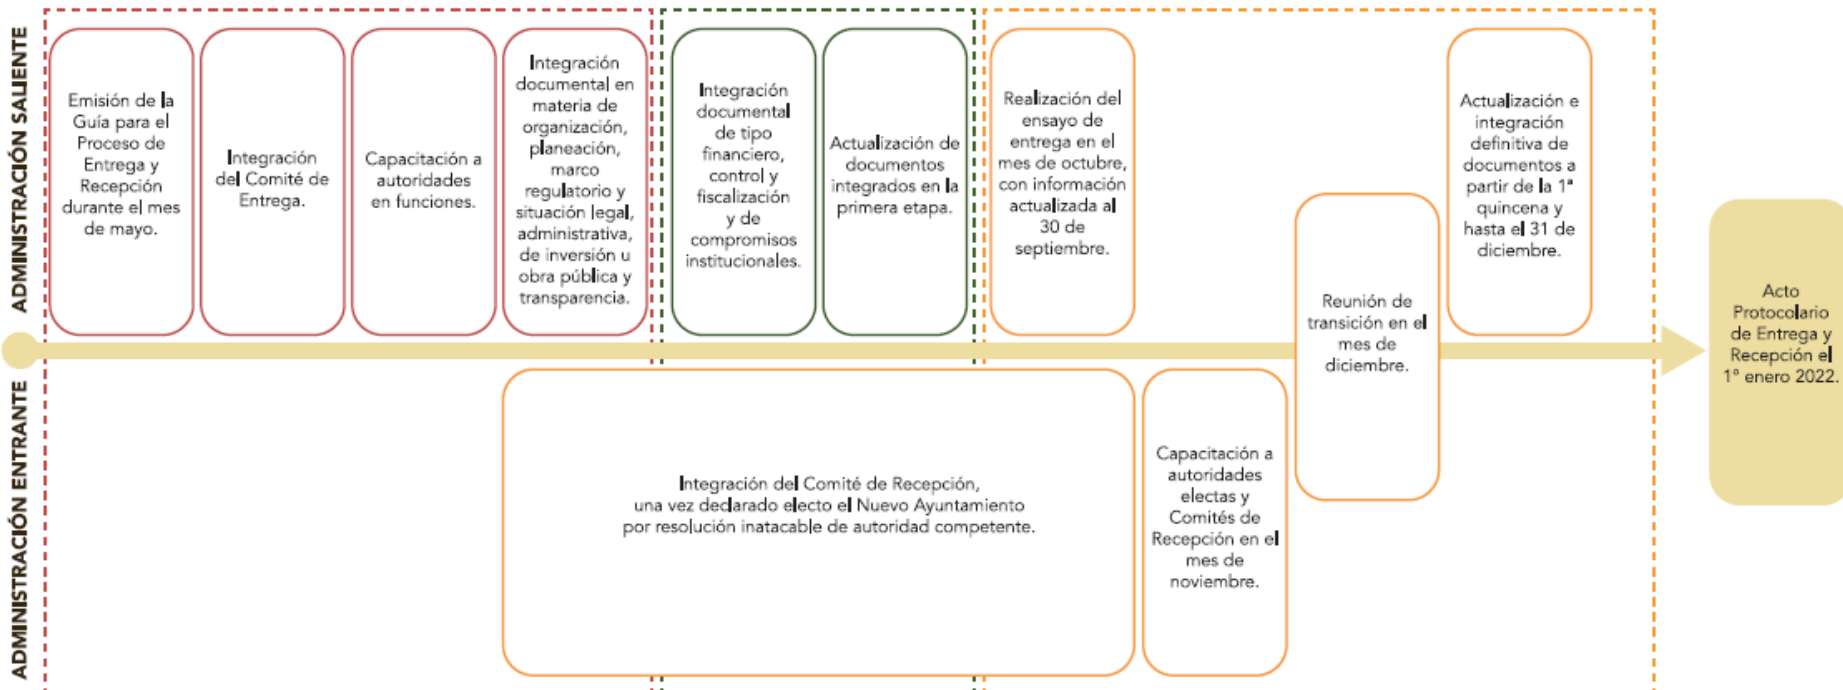 ADMINISTRACIÓN SALIENTE
Emisión de la
Guía para el
Proceso de
Entrega y
Recepción
durante el mes
de mayo.
Integración
del Comité de
Entrega.
Capacitación a
autoridades
en funciones.
Integración
documental en
materia de
organización,
planeación,
marco
regulatorio y
situación legal,
administrativa,
de inversión u
obra pública y
transparencia.
Integración
documental
de tipo
financiero,
control y
fiscalización
y de
compromisos
institucionales.
Actualización de
documentos
integrados en la
primera etapa.
Realización del
ensayo de
entrega en el
mes de octubre,
con información
actualizada al
30 de
septiembre.
Reunión de
transición en el
mes de
diciembre.
Actualización e
integración
definitiva de
documentos a
partir de la 1ª
quincena y
hasta el 31 de
diciembre.
Acto
Protocolario
de Entrega y
Recepción el
1° enero 2022.
ADMINISTRACIÓN ENTRANTE
Integración del Comité de Recepción,
una vez declarado electo el Nuevo Ayuntamiento
por resolución inatacable de autoridad competente.
Capacitación a
autoridades
electas y
Comités de
Recepción en el
mes de
noviembre.